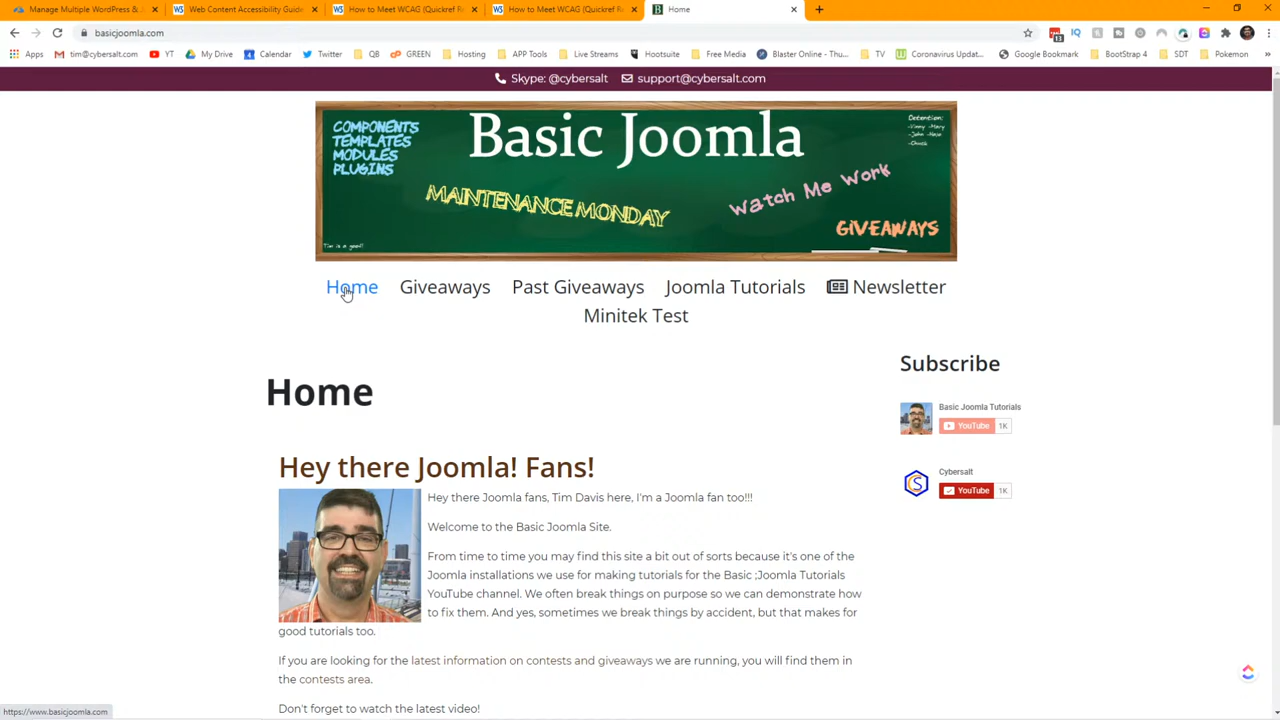 Manage Multiple WordPress & J
Web Content Accessibility Guide
How to Meet WCAG (Quickref R
How to Meet WCAG (Quickref Re
Home
basicjoomla.com
Apps
tim@cybersalt.com
YT
My Drive
Calendar
Twitter
QB
GREEN
Hosting
APP Tools
Live Streams
Hootsuite
Free Media
Blaster Online - Thu...
TV
Coronavirus Updat...
Google Bookmark
BootStrap 4
SDT
Pokemon
Skype: @cybersalt support@cybersalt.com
COMPONENTS
TEMPLATES
MODULES
PLUGINS
Basic Joomla
MAINTENANCE MONDAY
Watch Me Work
GIVEAWAYS
Detention:
Tim is a goof!
Home Giveaways Past Giveaways Joomla Tutorials Newsletter
Minitek Test
Subscribe
Basic Joomla Tutorials
YouTube 1K
Cybersalt
YouTube 1K
Home
Hey there Joomla! Fans!
Hey there Joomla fans, Tim Davis here, I'm a Joomla fan too!!!
Welcome to the Basic Joomla Site.
From time to time you may find this site a bit out of sorts because it's one of the
Joomla installations we use for making tutorials for the Basic ;Joomla Tutorials
YouTube channel. We often break things on purpose so we can demonstrate how
to fix them. And yes, sometimes we break things by accident, but that makes for
good tutorials too.
If you are looking for the latest information on contests and giveaways we are running, you will find them in
the contests area.
Don't forget to watch the latest video!
https://www.basicjoomla.com